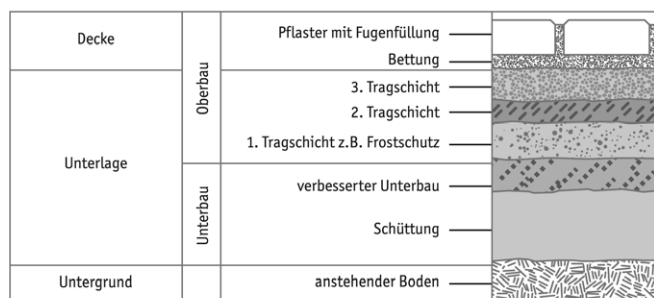 Decke
Oberbau
Pflaster mit Fugenfüllung
Bettung
Unterlage
3. Tragschicht
2. Tragschicht
1. Tragschicht z.B. Frostschutz
Unterbau
verbesserter Unterbau
Schüttung
Untergrund
anstehender Boden